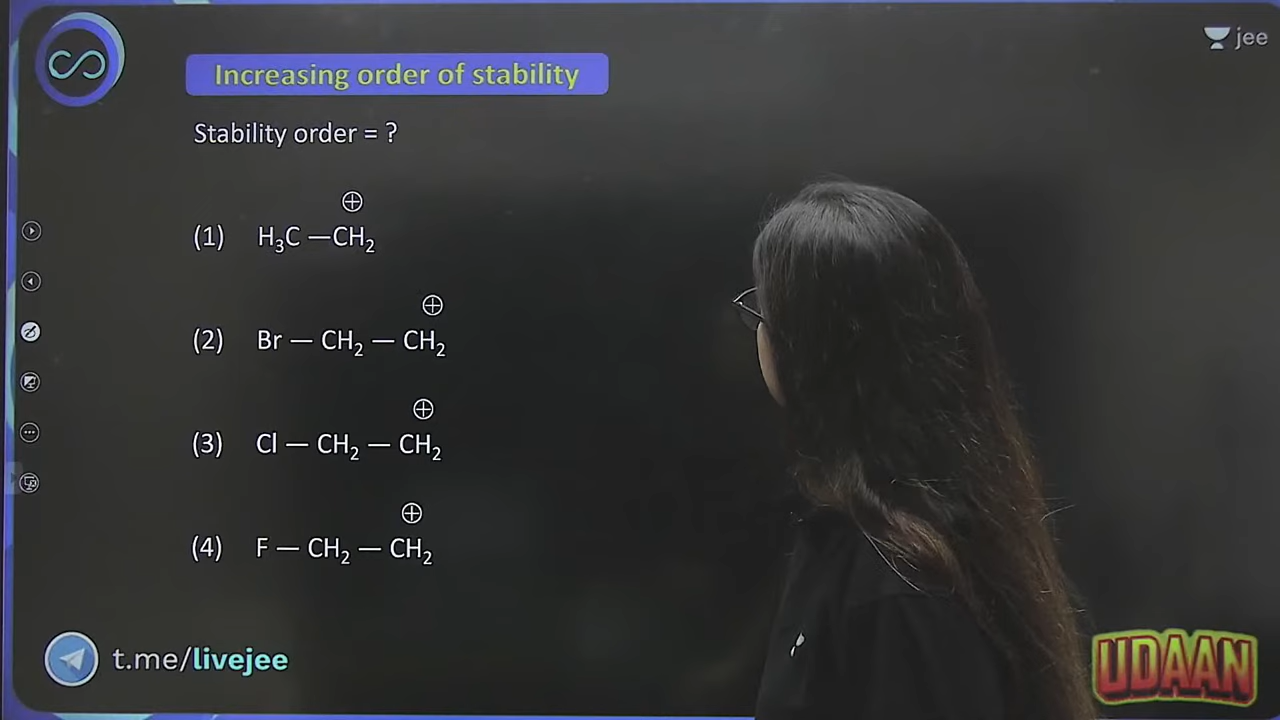 jee
Increasing order of stability
Stability order = ?
⊕
(1) H₃C —CH₂
⊕
(2) Br — CH₂ — CH₂
⊕
(3) Cl — CH₂ — CH₂
⊕
(4) F — CH₂ — CH₂
t.me/livejee
UDAAN